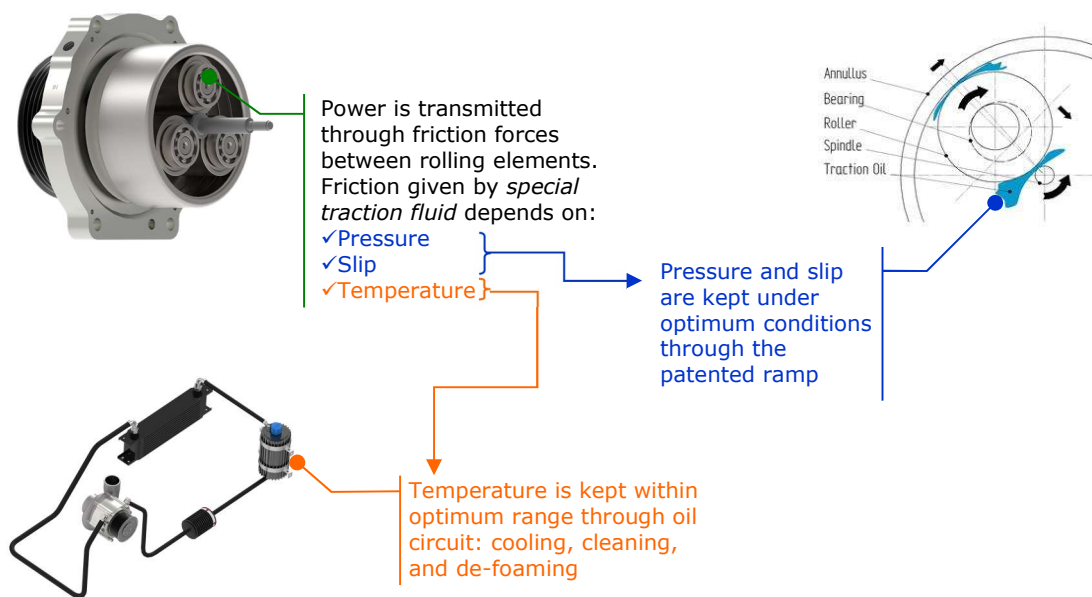 Power is transmitted
through friction forces
between rolling elements.
Friction given by special
traction fluid depends on:
✓Pressure
✓Slip
✓Temperature
Annullus
Bearing
Roller
Spindle
Traction Oil
Pressure and slip
are kept under
optimum conditions
through the
patented ramp
Temperature is kept within
optimum range through oil
circuit: cooling, cleaning,
and de-foaming